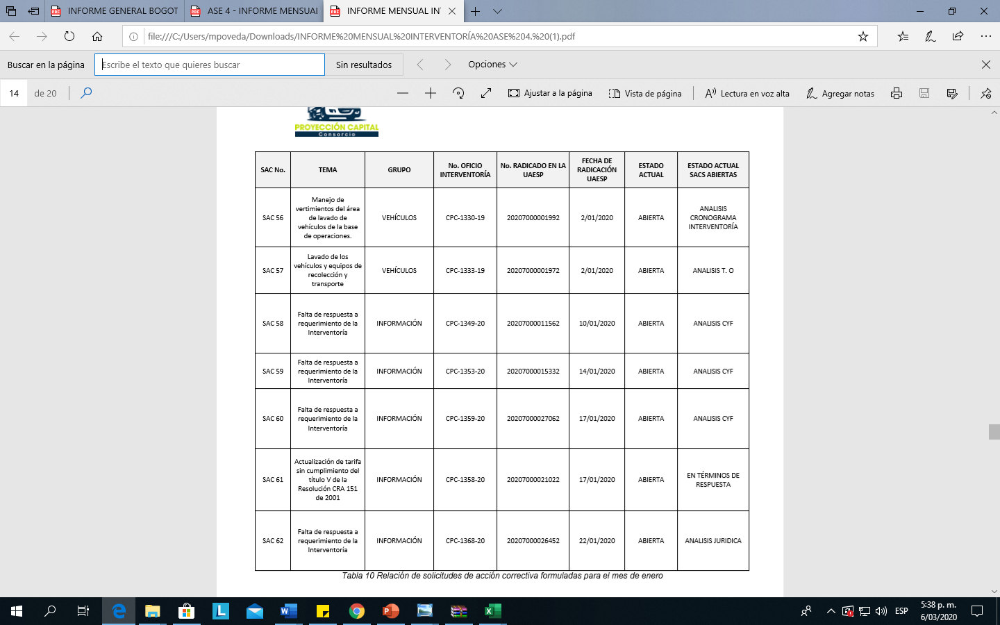 INFORME GENERAL BOGOT
ASE 4 - INFORME MENSUAL
INFORME MENSUAL INT
file:///C:/Users/mpoveda/Downloads/INFORME%20MENSUAL%20INTERVENTORÍA%20ASE%204.%20(1).pdf
Buscar en la página
Escribe el texto que quieres buscar
Sin resultados
Opciones
14 de 20
Ajustar a la página
Vista de página
Lectura en voz alta
Agregar notas
PROYECCIÓN CAPITAL
Consorcio
SAC No.
TEMA
GRUPO
No. OFICIO
INTERVENTORÍA
No. RADICADO EN LA
UAESP
FECHA DE
RADICACIÓN
UAESP
ESTADO
ACTUAL
ESTADO ACTUAL
SACS ABIERTAS
SAC 56
Manejo de
vertimientos del área
de lavado de
vehículos de la base
de operaciones.
VEHÍCULOS
CPC-1330-19
20207000001992
2/01/2020
ABIERTA
ANALISIS
CRONOGRAMA
INTERVENTORÍA
SAC 57
Lavado de los
vehículos y equipos de
recolección y
transporte
VEHÍCULOS
CPC-1333-19
20207000001972
2/01/2020
ABIERTA
ANALISIS T. O
SAC 58
Falta de respuesta a
requerimiento de la
Interventoría
INFORMACIÓN
CPC-1349-20
20207000011562
10/01/2020
ABIERTA
ANALISIS CYF
SAC 59
Falta de respuesta a
requerimiento de la
Interventoría
INFORMACIÓN
CPC-1353-20
20207000015332
14/01/2020
ABIERTA
ANALISIS CYF
SAC 60
Falta de respuesta a
requerimiento de la
Interventoría
INFORMACIÓN
CPC-1359-20
20207000027062
17/01/2020
ABIERTA
ANALISIS CYF
SAC 61
Actualización de tarifa
sin cumplimiento del
título V de la
Resolución CRA 151
de 2001
INFORMACIÓN
CPC-1358-20
20207000021022
17/01/2020
ABIERTA
EN TÉRMINOS DE
RESPUESTA
SAC 62
Falta de respuesta a
requerimiento de la
Interventoría
INFORMACIÓN
CPC-1368-20
20207000026452
22/01/2020
ABIERTA
ANALISIS JURIDICA
Tabla 10 Relación de solicitudes de acción correctiva formuladas para el mes de enero
ESP
5:38 p. m.
6/03/2020